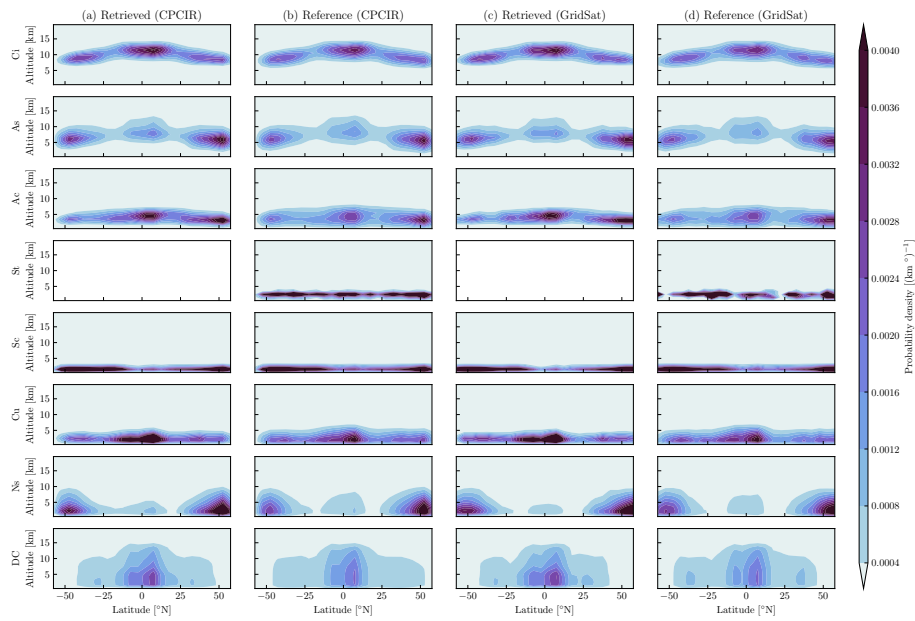 (a) Retrieved (CPCIR) (b) Reference (CPCIR) (c) Retrieved (GridSat) (d) Reference (GridSat)
Ci
Altitude [km]
15
10
5
As
Altitude [km]
15
10
5
Ac
Altitude [km]
15
10
5
St
Altitude [km]
15
10
5
Sc
Altitude [km]
15
10
5
Cu
Altitude [km]
15
10
5
Ns
Altitude [km]
15
10
5
DC
Altitude [km]
15
10
5
−50 −25 0 25 50 −50 −25 0 25 50 −50 −25 0 25 50 −50 −25 0 25 50
Latitude [°N] Latitude [°N] Latitude [°N] Latitude [°N]
0.0040
0.0036
0.0032
0.0028
0.0024
0.0020
0.0016
0.0012
0.0008
0.0004
Probability density [(km °)⁻¹]